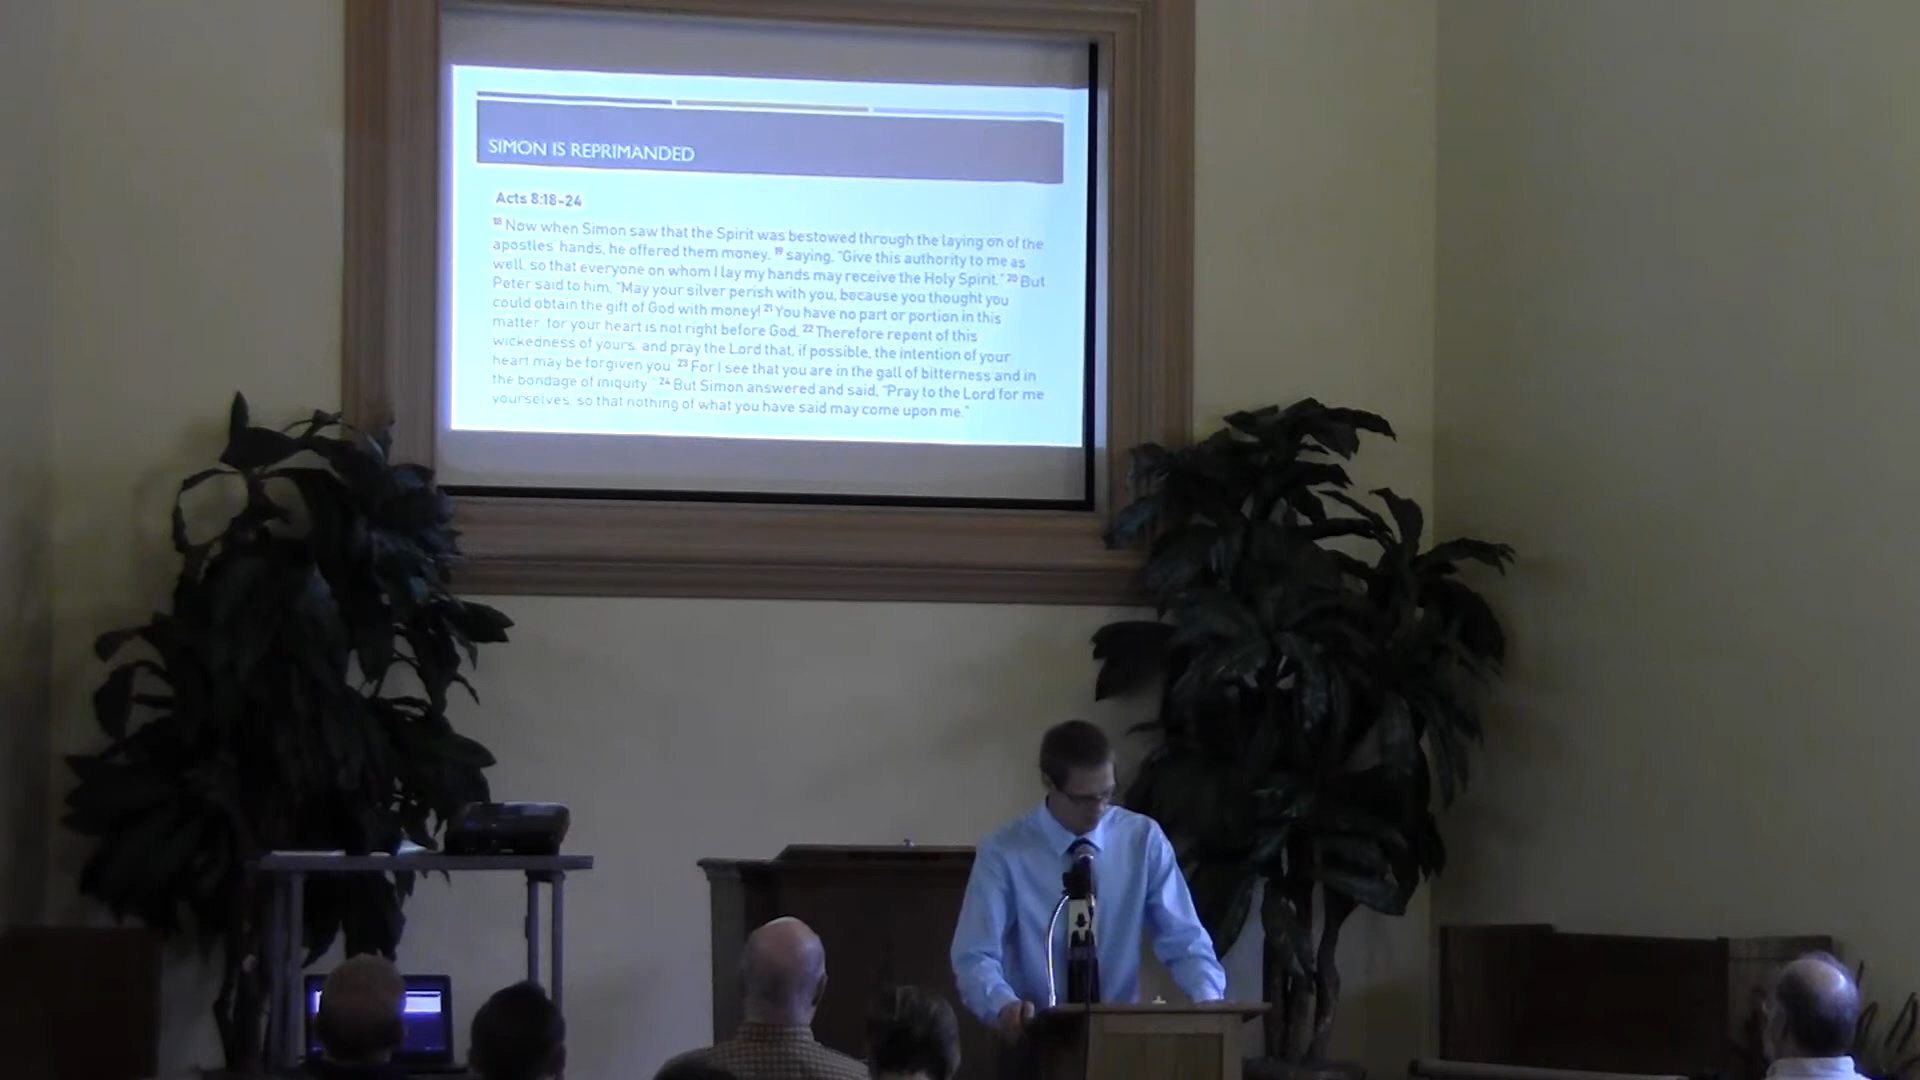 SIMON IS REPRIMANDED
Acts 8:18-24
18 Now when Simon saw that the Spirit was bestowed through the laying on of the
apostles' hands, he offered them money, 19 saying, "Give this authority to me as
well, so that everyone on whom I lay my hands may receive the Holy Spirit." 20 But
Peter said to him, "May your silver perish with you, because you thought you
could obtain the gift of God with money! 21 You have no part or portion in this
matter, for your heart is not right before God. 22 Therefore repent of this
wickedness of yours, and pray the Lord that, if possible, the intention of your
heart may be forgiven you. 23 For I see that you are in the gall of bitterness and in
the bondage of iniquity." 24 But Simon answered and said, "Pray to the Lord for me
yourselves, so that nothing of what you have said may come upon me."